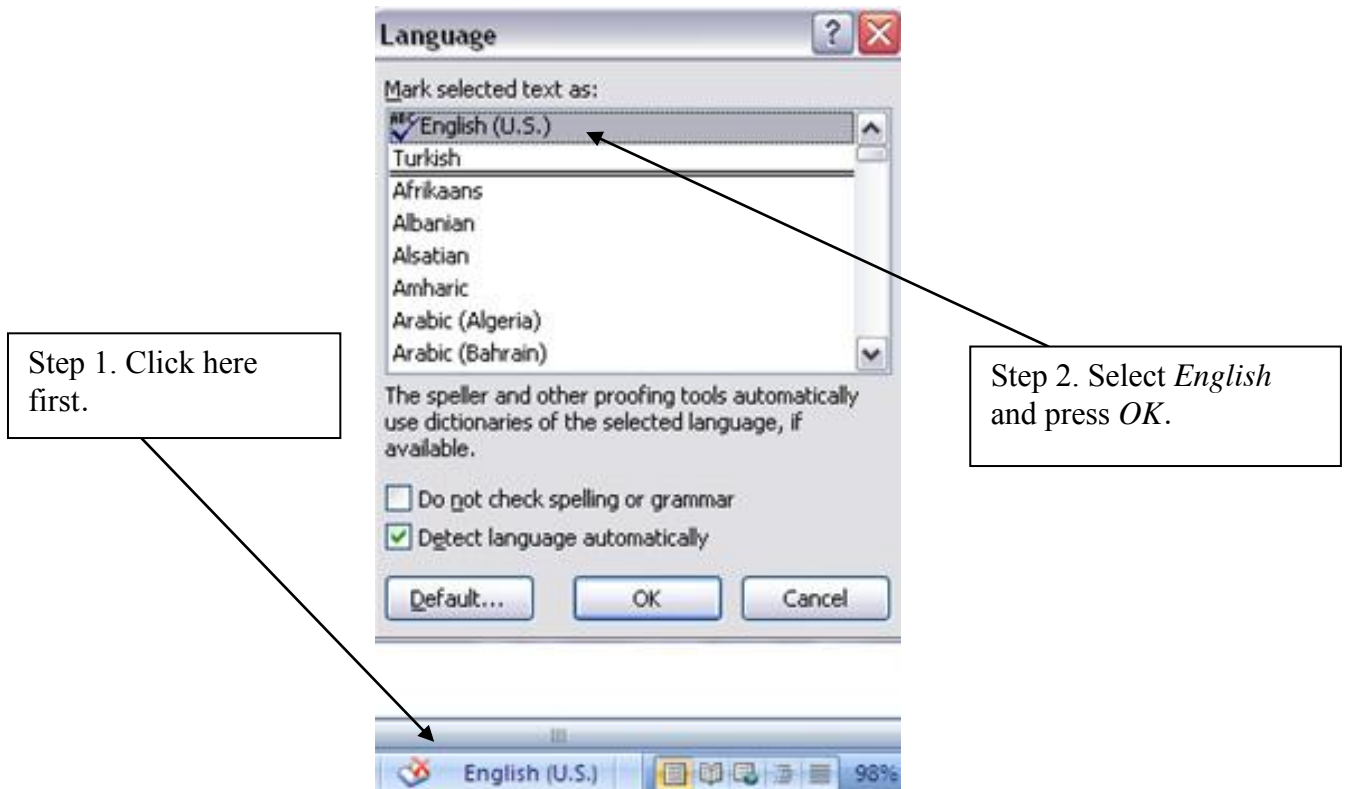 Language
Mark selected text as:
English (U.S.)
Turkish
Afrikaans
Albanian
Alsatian
Amharic
Arabic (Algeria)
Arabic (Bahrain)
Step 1. Click here
first.
Step 2. Select English
and press OK.
The speller and other proofing tools automatically
use dictionaries of the selected language, if
available.
Do not check spelling or grammar
Detect language automatically
Default...
OK
Cancel
English (U.S.)
98%